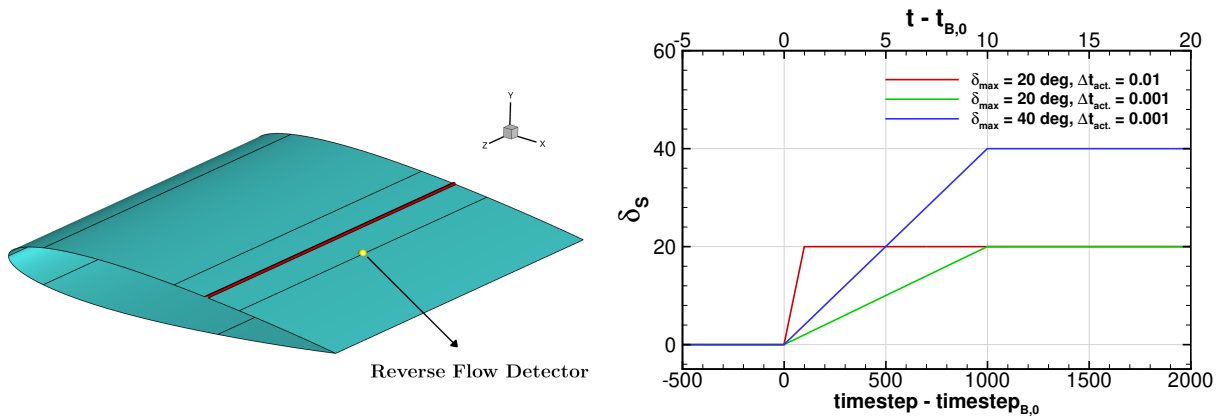 Y
Z
X
Reverse Flow Detector
t - t_B,0
-5 0 5 10 15 20
60
40
20
0
δ_S
δ_max = 20 deg, Δt_act. = 0.01
δ_max = 20 deg, Δt_act. = 0.001
δ_max = 40 deg, Δt_act. = 0.001
-500 0 500 1000 1500 2000
timestep - timestep_B,0